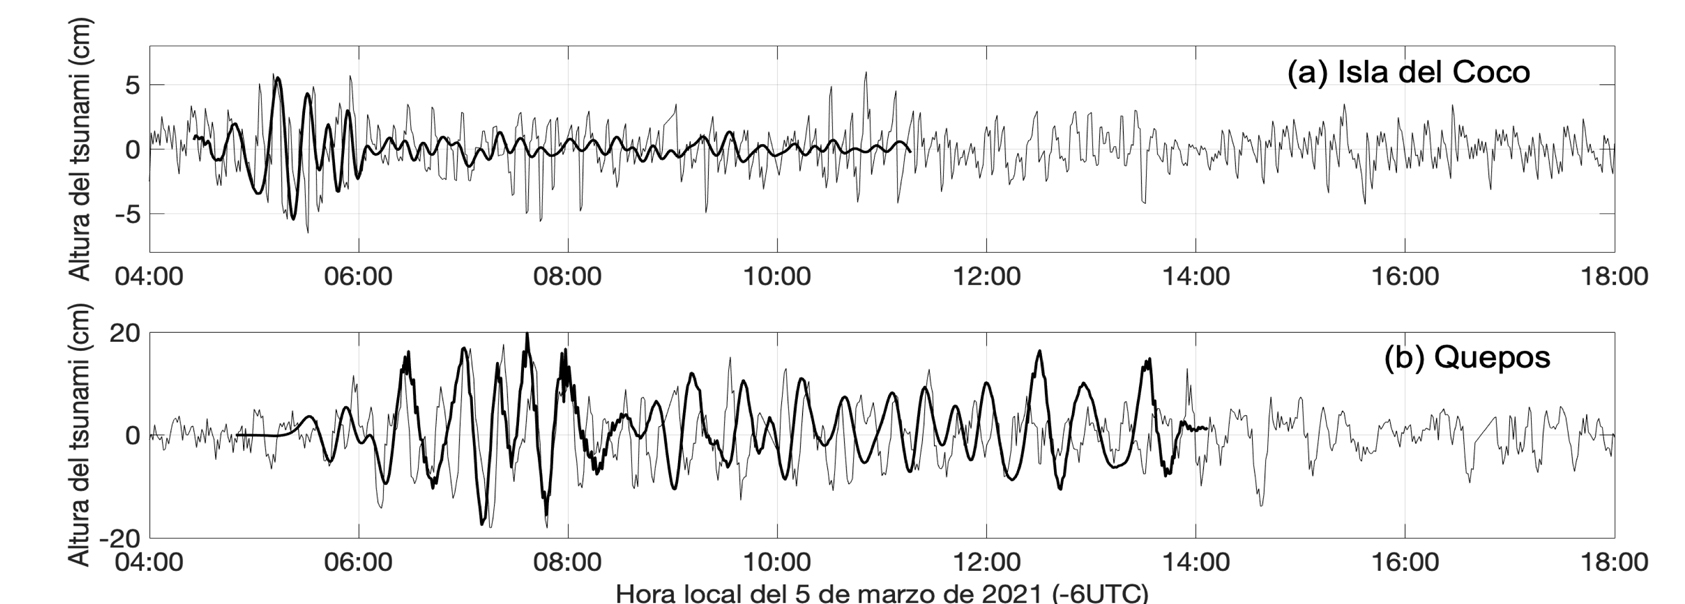 Altura del tsunami (cm)
(a) Isla del Coco
5
0
-5
04:00 06:00 08:00 10:00 12:00 14:00 16:00 18:00
Altura del tsunami (cm)
(b) Quepos
20
0
-20
04:00 06:00 08:00 10:00 12:00 14:00 16:00 18:00
Hora local del 5 de marzo de 2021 (-6UTC)